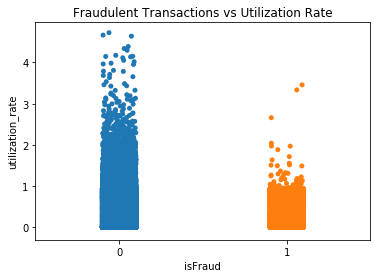 Fraudulent Transactions vs Utilization Rate
utilization_rate
4
3
2
1
0
0 1
isFraud